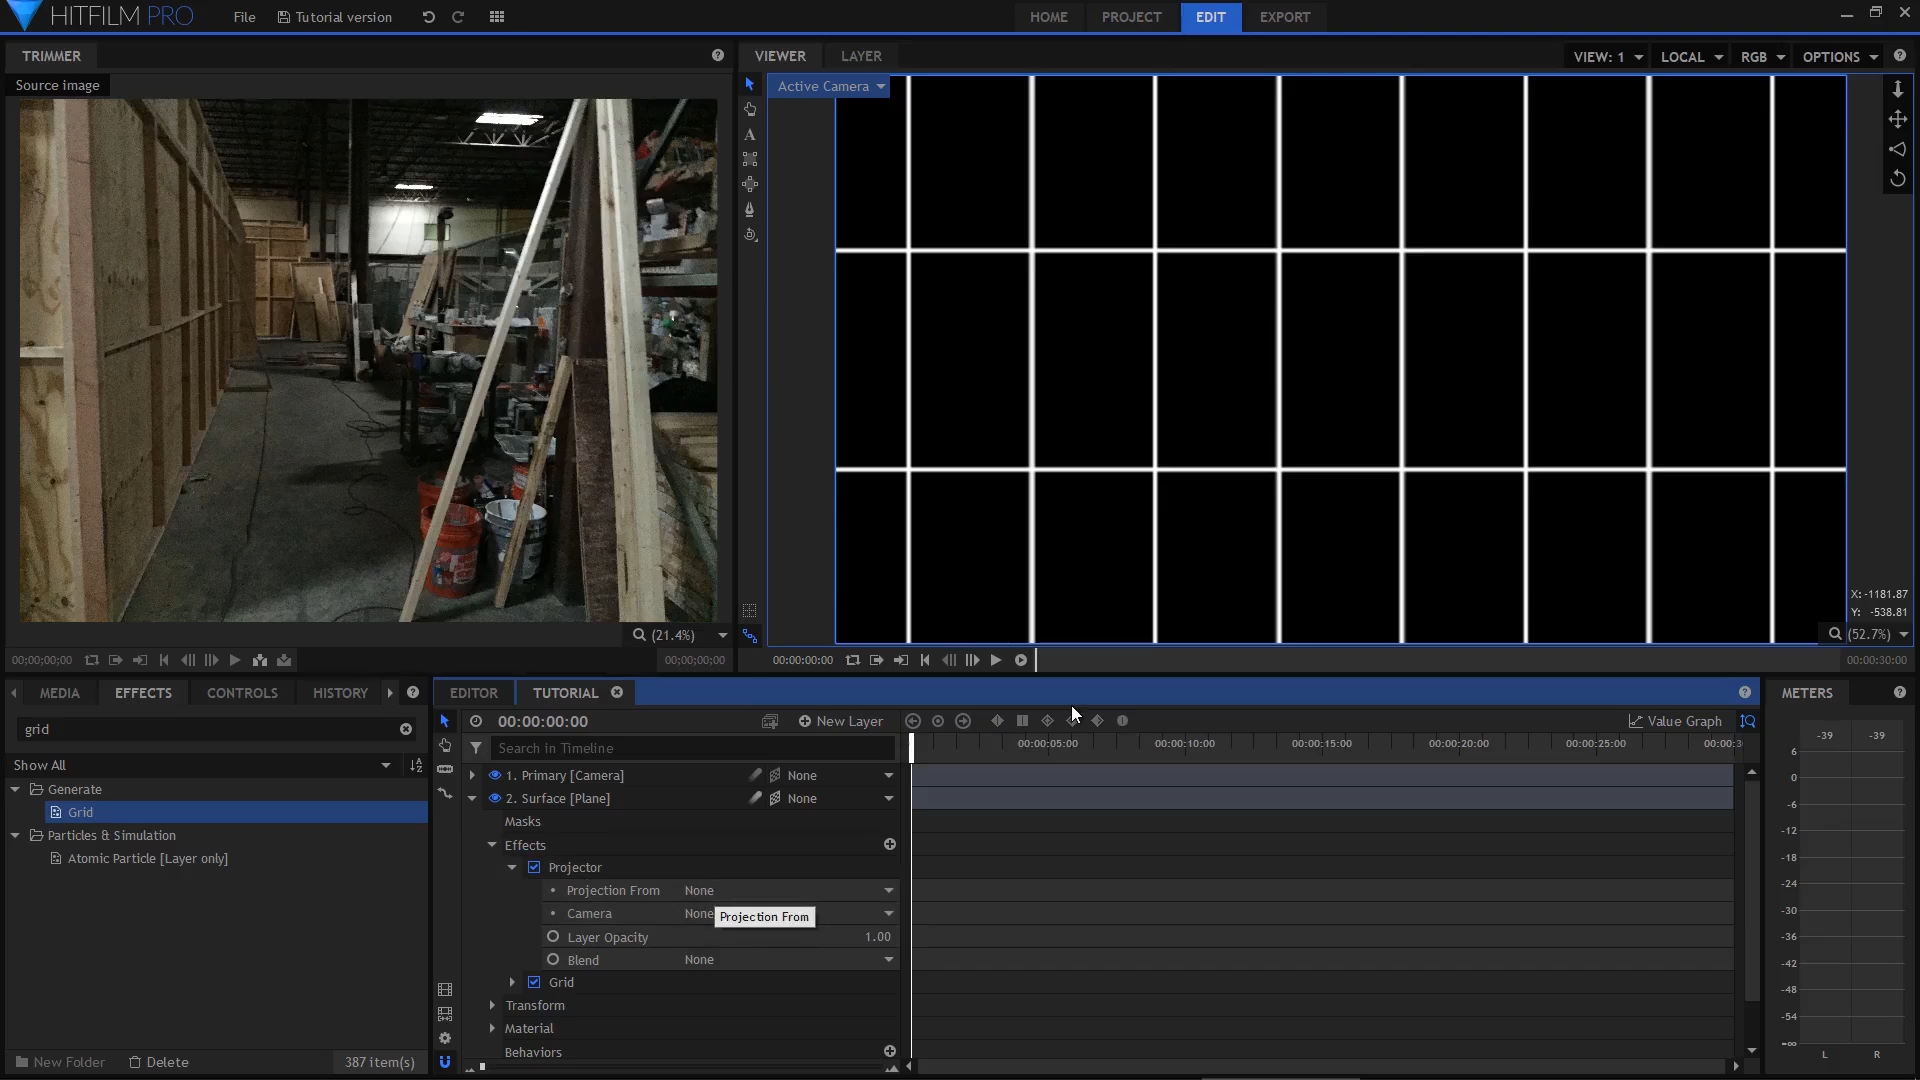 HITFILM PRO
File
Tutorial version
HOME
PROJECT
EDIT
EXPORT
TRIMMER
Source image
VIEWER
LAYER
VIEW: 1
LOCAL
RGB
OPTIONS
Active Camera
X: -1181.87
Y: -538.81
(21.4%)
(52.7%)
00;00;00;00
00;00;00;00
00:00:00:00
00:00:30:00
MEDIA
EFFECTS
CONTROLS
HISTORY
grid
Show All
Generate
Grid
Particles & Simulation
Atomic Particle [Layer only]
New Folder
Delete
387 item(s)
EDITOR
TUTORIAL
00:00:00:00
New Layer
Value Graph
Search in Timeline
00:00:05:00
00:00:10:00
00:00:15:00
00:00:20:00
00:00:25:00
00:00:3
1. Primary [Camera]
None
2. Surface [Plane]
None
Masks
Effects
Projector
Projection From
None
Camera
None
Projection From
Layer Opacity
1.00
Blend
None
Grid
Transform
Material
Behaviors
METERS
-39
-39
6
0
-6
-12
-18
-24
-30
-36
-42
-48
-54
-∞
L
R